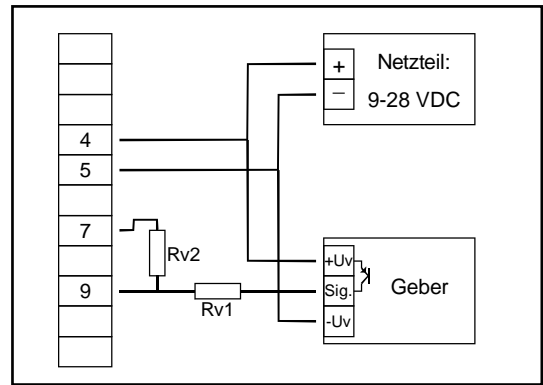 +
Netzteil:
–
9-28 VDC
4
5
7
Rv2
+Uv
9
Rv1
Sig.
Geber
-Uv